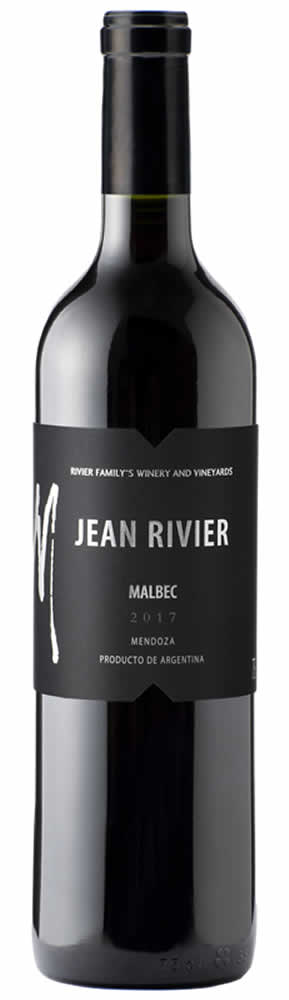 RIVIER FAMILY"S WINERY AND VINEYARDS
M
JEAN RIVIER
MALBEC
2017
MENDOZA
PRODUCTO DE ARGENTINA